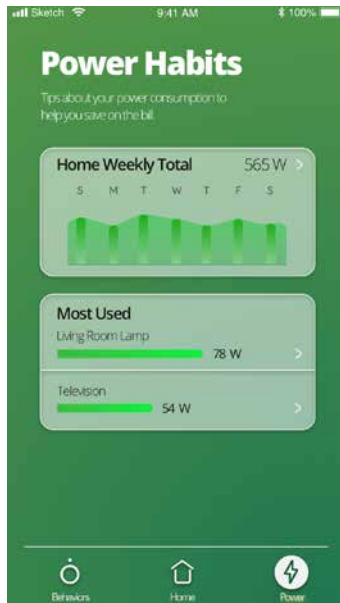 Sketch 9:41 AM 100%
Power Habits
Tips about your power consumption to
help you save on the bill.
Home Weekly Total 565 W
S M T W T F S
Most Used
Living Room Lamp
78 W
Television
54 W
Behaviors Home Power